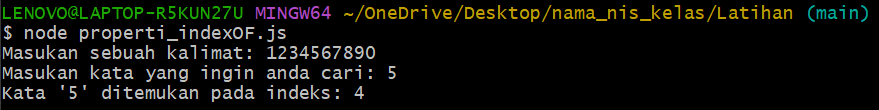 LENOVO@LAPTOP-R5KUN27U MINGW64 ~/OneDrive/Desktop/nama_nis_kelas/Latihan (main)
$ node properti_indexOF.js
Masukan sebuah kalimat: 1234567890
Masukan kata yang ingin anda cari: 5
Kata '5' ditemukan pada indeks: 4